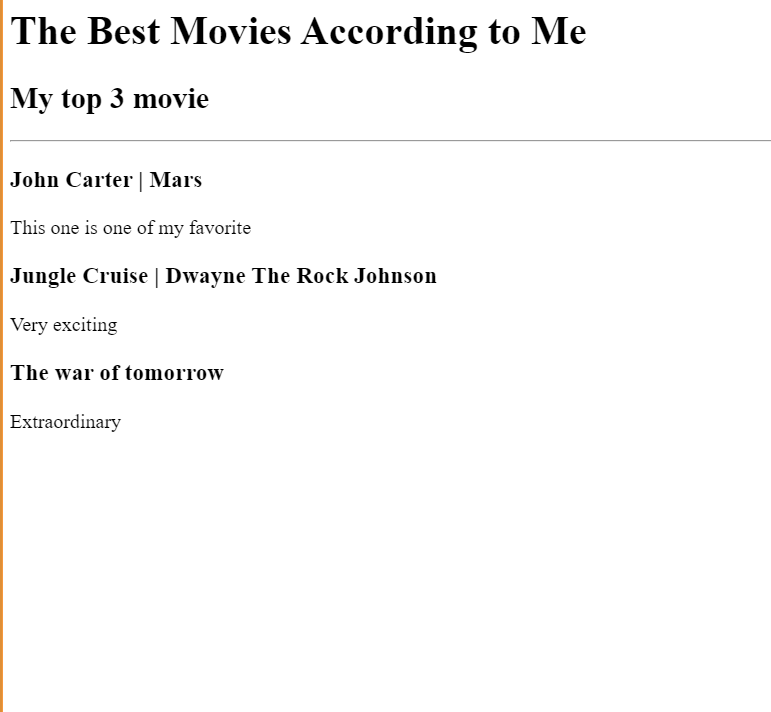 The Best Movies According to Me
My top 3 movie
John Carter | Mars
This one is one of my favorite
Jungle Cruise | Dwayne The Rock Johnson
Very exciting
The war of tomorrow
Extraordinary